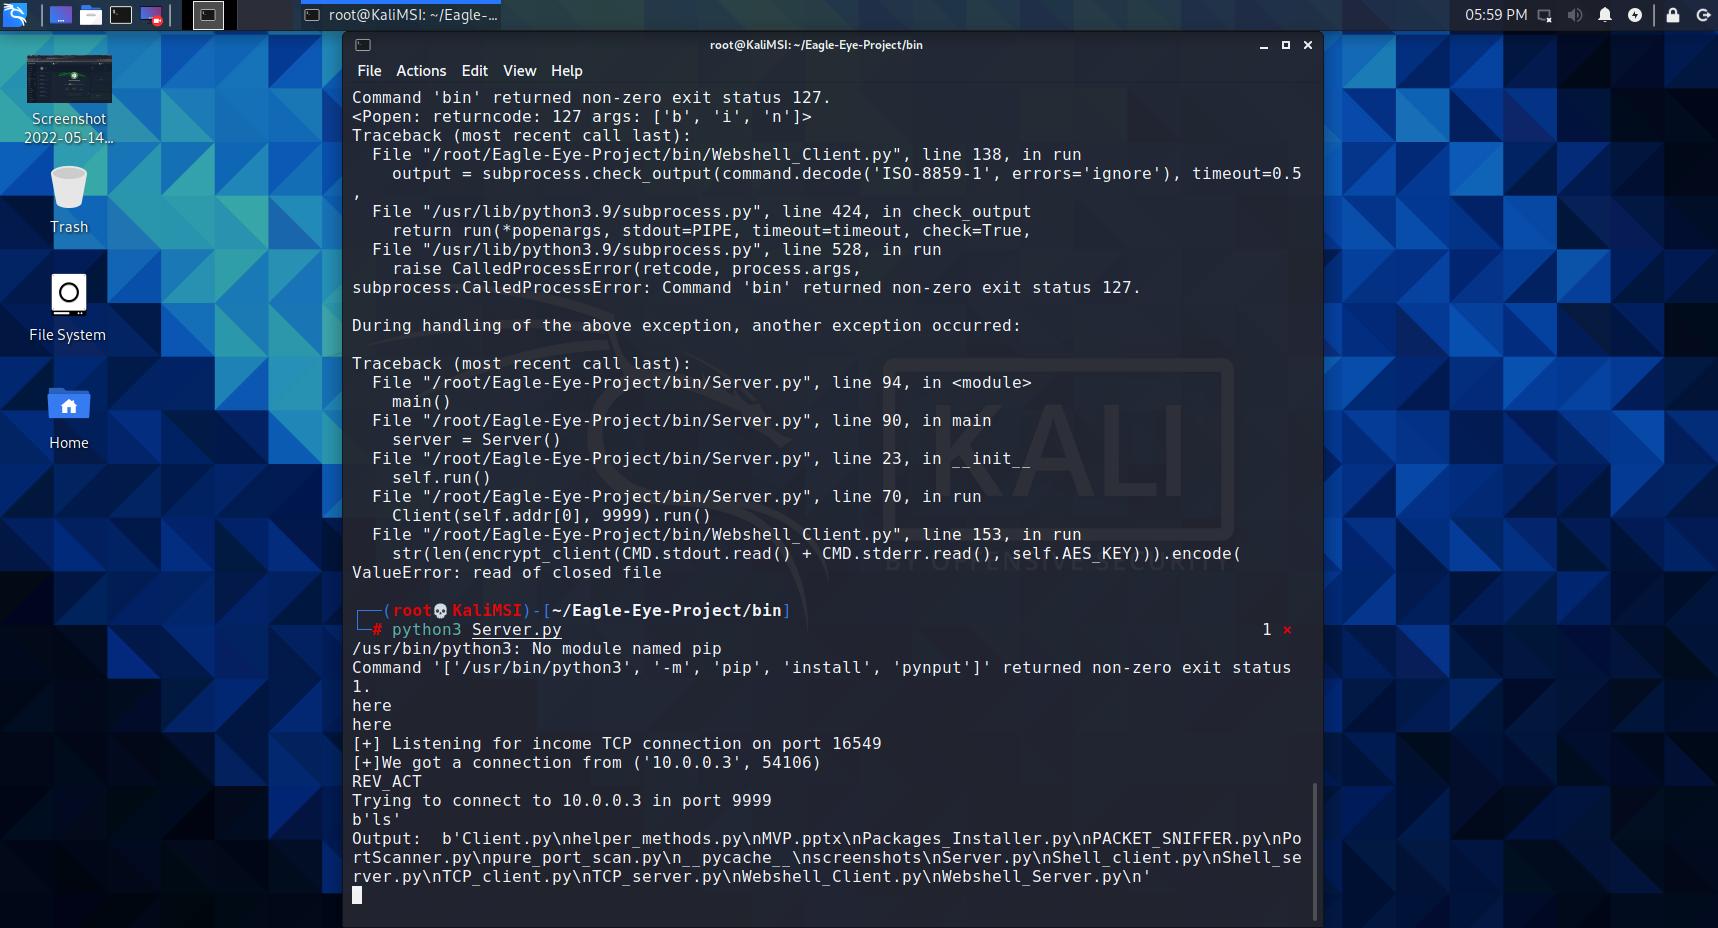 root@KaliMSI: ~/Eagle-...
05:59 PM
root@KaliMSI: ~/Eagle-Eye-Project/bin
File Actions Edit View Help
Screenshot
2022-05-14...
Trash
File System
Home
Command 'bin' returned non-zero exit status 127.
<Popen: returncode: 127 args: ['b', 'i', 'n']>
Traceback (most recent call last):
  File "/root/Eagle-Eye-Project/bin/Webshell_Client.py", line 138, in run
    output = subprocess.check_output(command.decode('ISO-8859-1', errors='ignore'), timeout=0.5
,
  File "/usr/lib/python3.9/subprocess.py", line 424, in check_output
    return run(*popenargs, stdout=PIPE, timeout=timeout, check=True,
  File "/usr/lib/python3.9/subprocess.py", line 528, in run
    raise CalledProcessError(retcode, process.args,
subprocess.CalledProcessError: Command 'bin' returned non-zero exit status 127.
During handling of the above exception, another exception occurred:
Traceback (most recent call last):
  File "/root/Eagle-Eye-Project/bin/Server.py", line 94, in <module>
    main()
  File "/root/Eagle-Eye-Project/bin/Server.py", line 90, in main
    server = Server()
  File "/root/Eagle-Eye-Project/bin/Server.py", line 23, in __init__
    self.run()
  File "/root/Eagle-Eye-Project/bin/Server.py", line 70, in run
    Client(self.addr[0], 9999).run()
  File "/root/Eagle-Eye-Project/bin/Webshell_Client.py", line 153, in run
    str(len(encrypt_client(CMD.stdout.read() + CMD.stderr.read(), self.AES_KEY))).encode(
ValueError: read of closed file
(root💀KaliMSI)-[~/Eagle-Eye-Project/bin]
# python3 Server.py 1 ×
/usr/bin/python3: No module named pip
Command '['/usr/bin/python3', '-m', 'pip', 'install', 'pynput']' returned non-zero exit status
1.
here
here
[+] Listening for income TCP connection on port 16549
[+]We got a connection from ('10.0.0.3', 54106)
REV_ACT
Trying to connect to 10.0.0.3 in port 9999
b'ls'
Output:  b'Client.py\nhelper_methods.py\nMVP.pptx\nPackages_Installer.py\nPACKET_SNIFFER.py\nPo
rtScanner.py\npure_port_scan.py\n__pycache__\nscreenshots\nServer.py\nShell_client.py\nShell_se
rver.py\nTCP_client.py\nTCP_server.py\nWebshell_Client.py\nWebshell_Server.py\n'
KALI
BY OFFENSIVE SECURITY